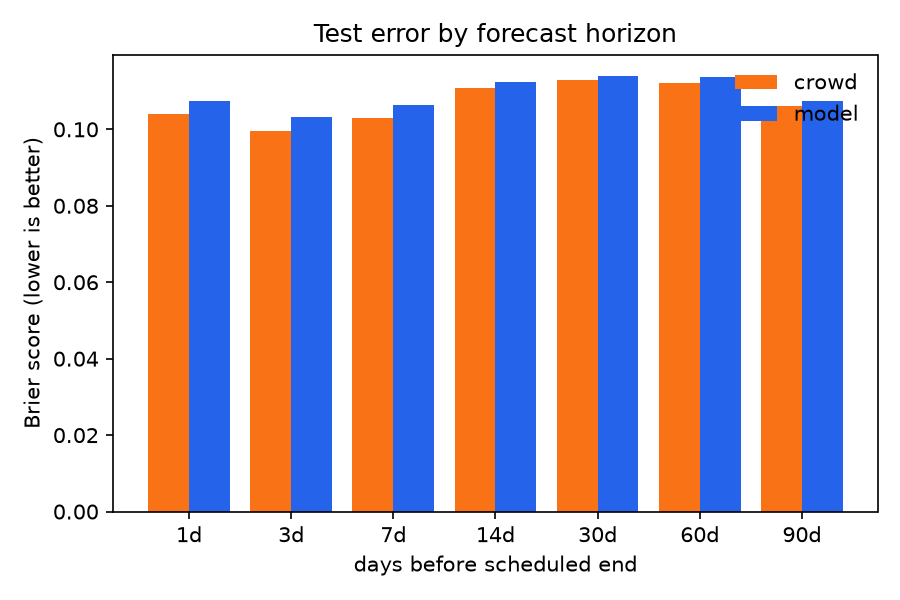 Test error by forecast horizon
crowd
model
Brier score (lower is better)
0.10
0.08
0.06
0.04
0.02
0.00
1d 3d 7d 14d 30d 60d 90d
days before scheduled end